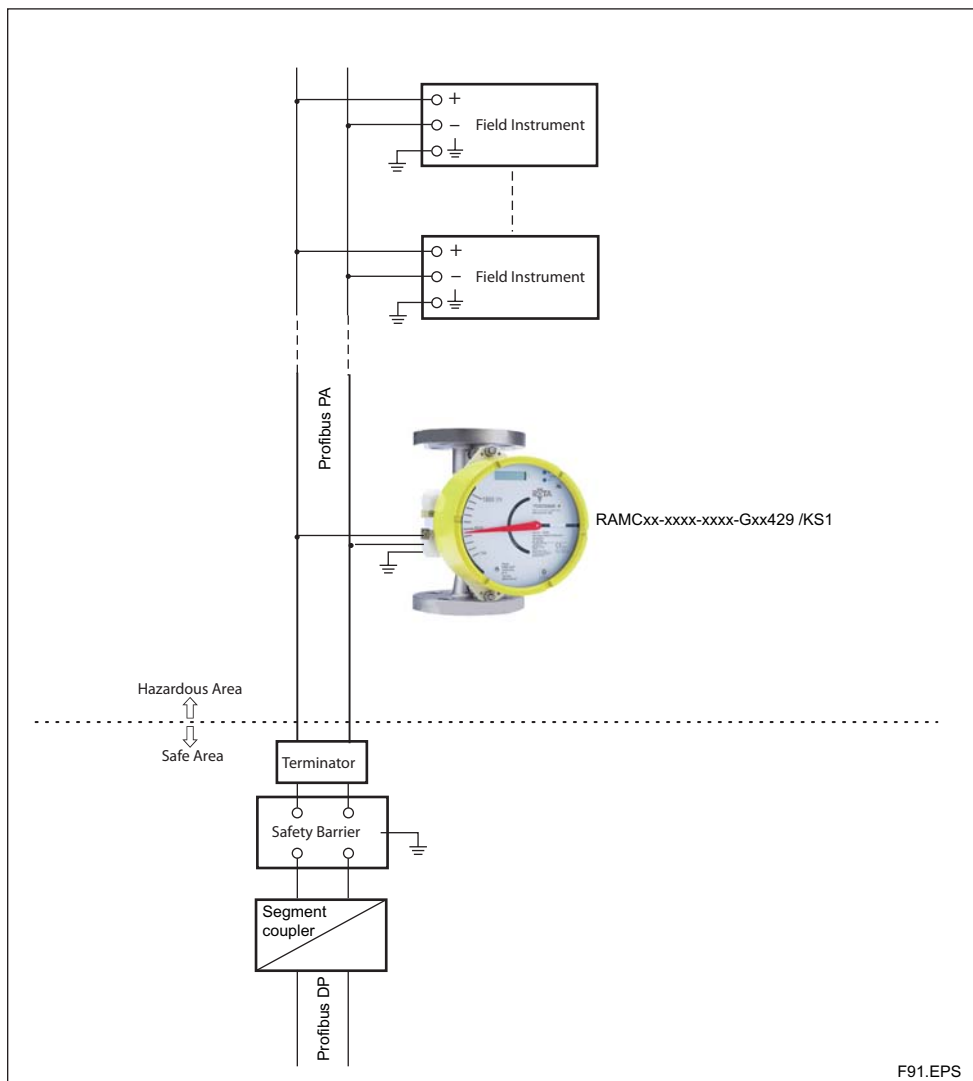 +
− Field Instrument
+
− Field Instrument
Profibus PA
RAMCxx-xxxx-xxxx-Gxx429 /KS1
Hazardous Area
Safe Area
Terminator
Safety Barrier
Segment
coupler
Profibus DP
F91.EPS